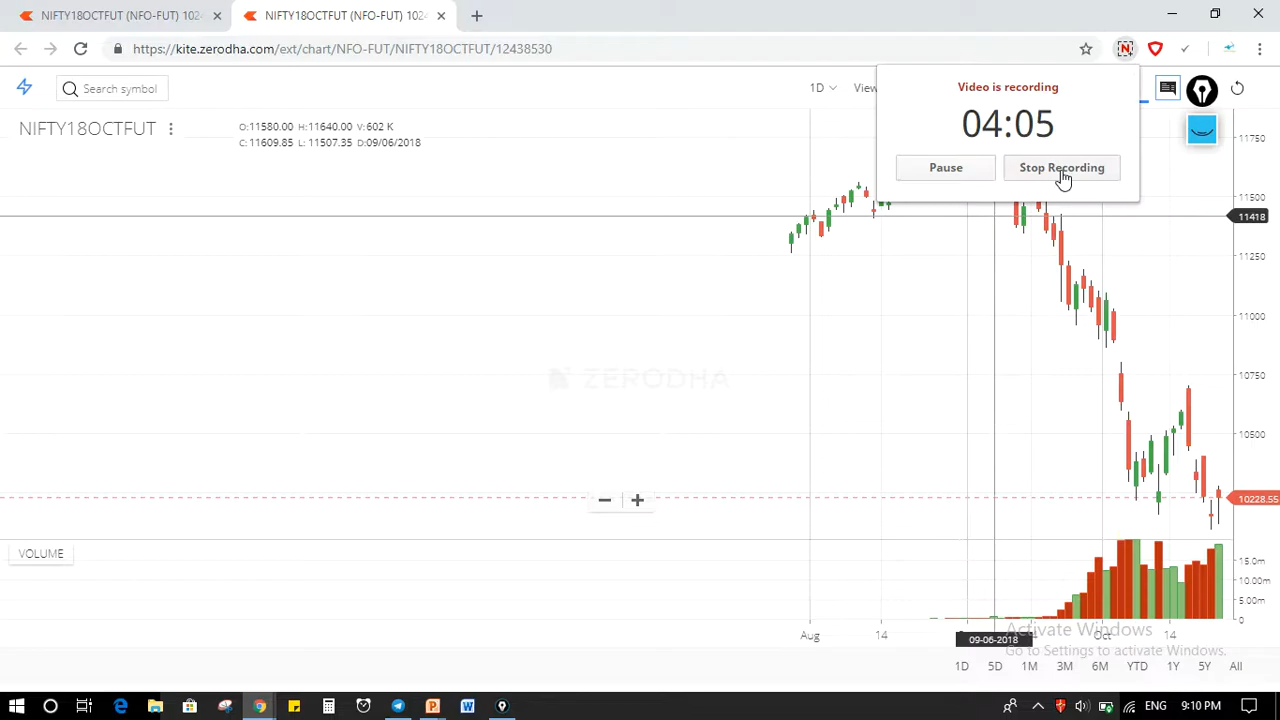 NIFTY18OCTFUT (NFO-FUT) 1024
NIFTY18OCTFUT (NFO-FUT) 1024
https://kite.zerodha.com/ext/chart/NFO-FUT/NIFTY18OCTFUT/12438530
Search symbol
1D
View
Video is recording
04:05
Pause
Stop Recording
NIFTY18OCTFUT
O:11580.00 H:11640.00 V:602 K
C:11609.85 L:11507.35 D:09/06/2018
11750
11500
11418
11250
11000
10750
10500
10228.55
ZERODHA
VOLUME
15.0m
10.00m
5.00m
0
Aug
14
09-06-2018
Oct
14
Activate Windows
Go to Settings to activate Windows.
1D
5D
1M
3M
6M
YTD
1Y
5Y
All
ENG
9:10 PM